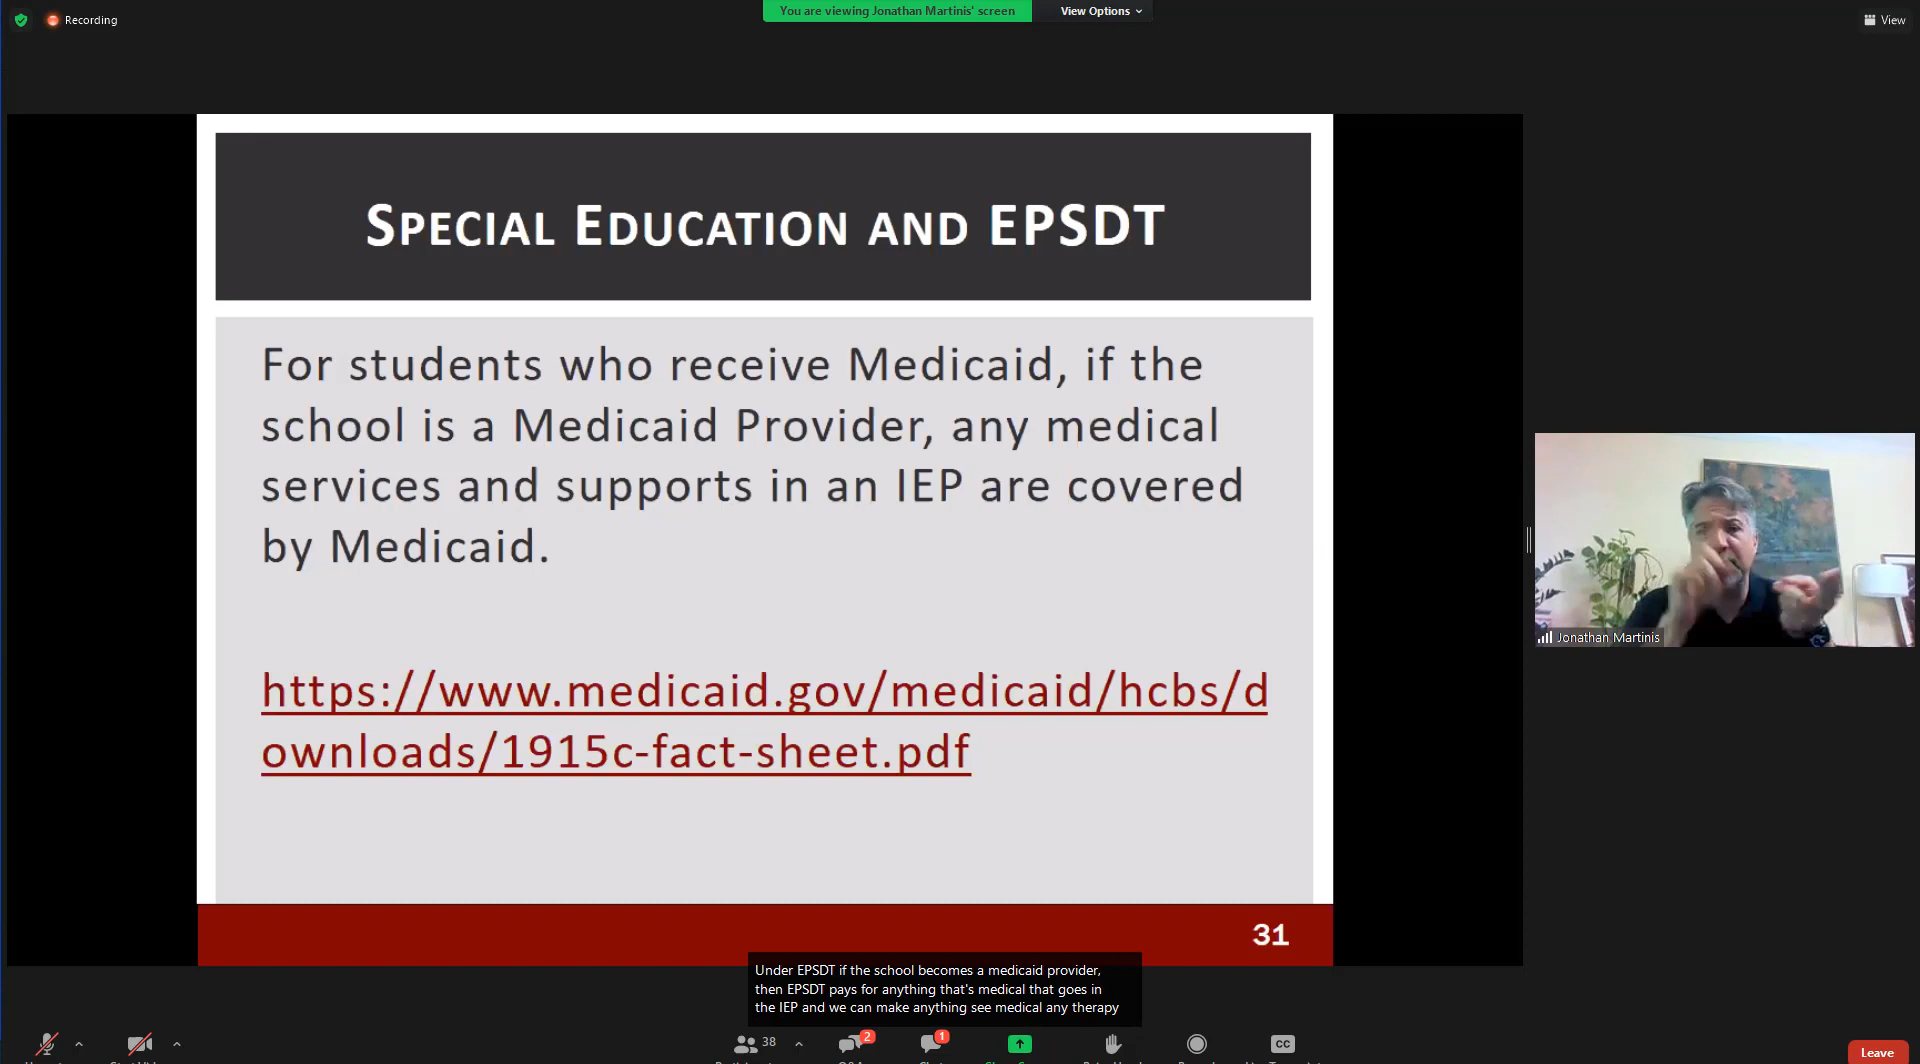 Recording
You are viewing Jonathan Martinis' screen
View Options
View
SPECIAL EDUCATION AND EPSDT
For students who receive Medicaid, if the
school is a Medicaid Provider, any medical
services and supports in an IEP are covered
by Medicaid.
https://www.medicaid.gov/medicaid/hcbs/d
ownloads/1915c-fact-sheet.pdf
31
Jonathan Martinis
Under EPSDT if the school becomes a medicaid provider,
then EPSDT pays for anything that's medical that goes in
the IEP and we can make anything see medical any therapy
38
2
1
CC
Leave